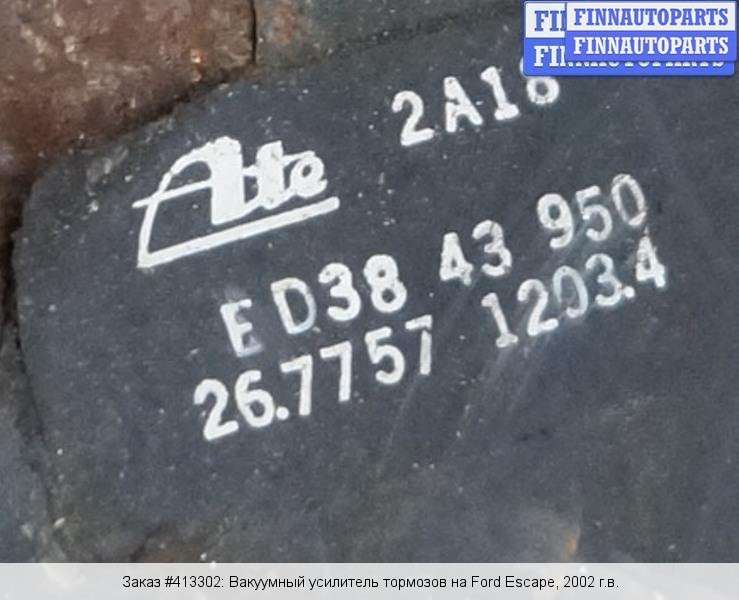 FINNAUTOPARTS
FINNAUTOPARTS
2A18
Ate
ED38 43 950
26.7757 1203.4
Заказ #413302: Вакуумный усилитель тормозов на Ford Escape, 2002 г.в.